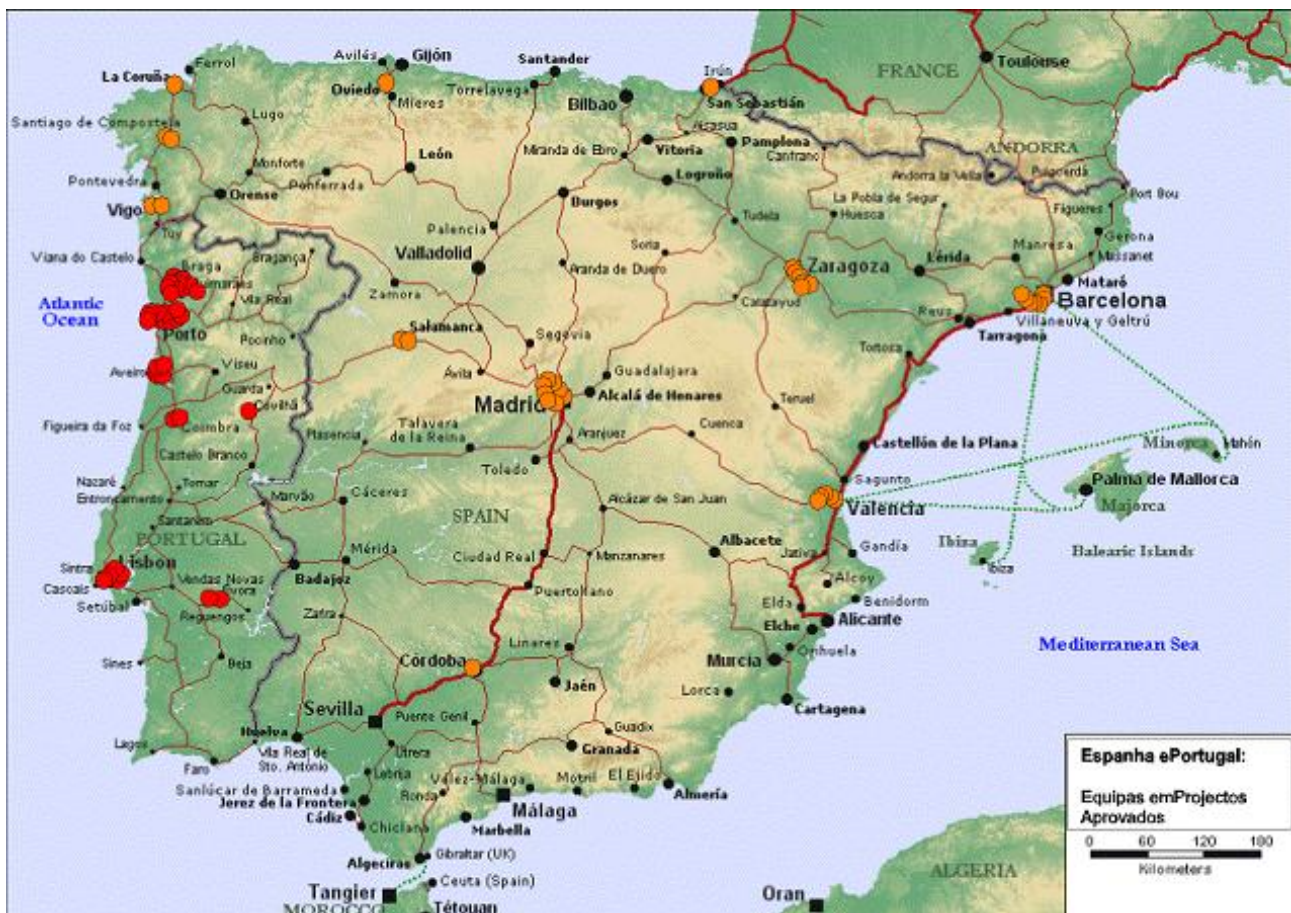 Ferrol
Avilés
Gijón
Santander
La Coruña
Oviedo
Mieres
Torrelavega
Bilbao
Irún
San Sebastián
FRANCE
Toulouse
Santiago de Compostela
Lugo
León
Miranda de Ebro
Vitoria
Alcasua
Pamplona
Canfranc
ANDORRA
Andorra la Vella
Puigcerdá
Port Bou
Pontevedra
Monforte
Ponferrada
Logroño
La Pobla de Segur
Figueres
Vigo
Orense
Burgos
Tudela
Huesca
Tuy
Palencia
Gerona
Viana do Castelo
Bragança
Valladolid
Soria
Zaragoza
Lérida
Manresa
Massanet
Braga
Aranda de Duero
Mataró
Atlantic
Ocean
Vila Real
Zamora
Calatayud
Barcelona
Porto
Pocinho
Salamanca
Segovia
Reus
Villaneuva y Geltrú
Tarragona
Aveiro
Viseu
Ávila
Guadalajara
Tortosa
Guarda
Madrid
Alcalá de Henares
Teruel
Covilhã
Figueira da Foz
Coimbra
Plasencia
Talavera
de la Reina
Aranjuez
Cuenca
Castellón de la Plana
Minorca
Mahón
Castelo Branco
Toledo
Nazaré
Tomar
Sagunto
Palma de Mallorca
Entroncamento
Marvão
Cáceres
Alcázar de San Juan
Valencia
Majorca
Santarém
SPAIN
PORTUGAL
Mérida
Ciudad Real
Manzanares
Albacete
Jativa
Gandía
Ibiza
Balearic Islands
Ibiza
Sintra
Lisbon
Cascais
Vendas Novas
Badajoz
Puertollano
Alcoy
Setúbal
Évora
Reguengos
Zafra
Elda
Benidorm
Elche
Alicante
Linares
Orihuela
Mediterranean Sea
Sines
Beja
Córdoba
Murcia
Jaén
Lorca
Cartagena
Sevilla
Puente Genil
Guadix
Lagos
Huelva
Faro
Vila Real de
Sto. António
Utrera
Granada
Lebrija
Sanlúcar de Barrameda
Vélez-Málaga
Motril
El Ejido
Almería
Jerez de la Frontera
Ronda
Cádiz
Málaga
Chiclana
Marbella
Algeciras
Gibraltar (UK)
Ceuta (Spain)
Tangier
MOROCCO
Tétouan
Oran
ALGERIA
Espanha ePortugal:
Equipas emProjectos
Aprovados
0 60 120 180
Kilometers